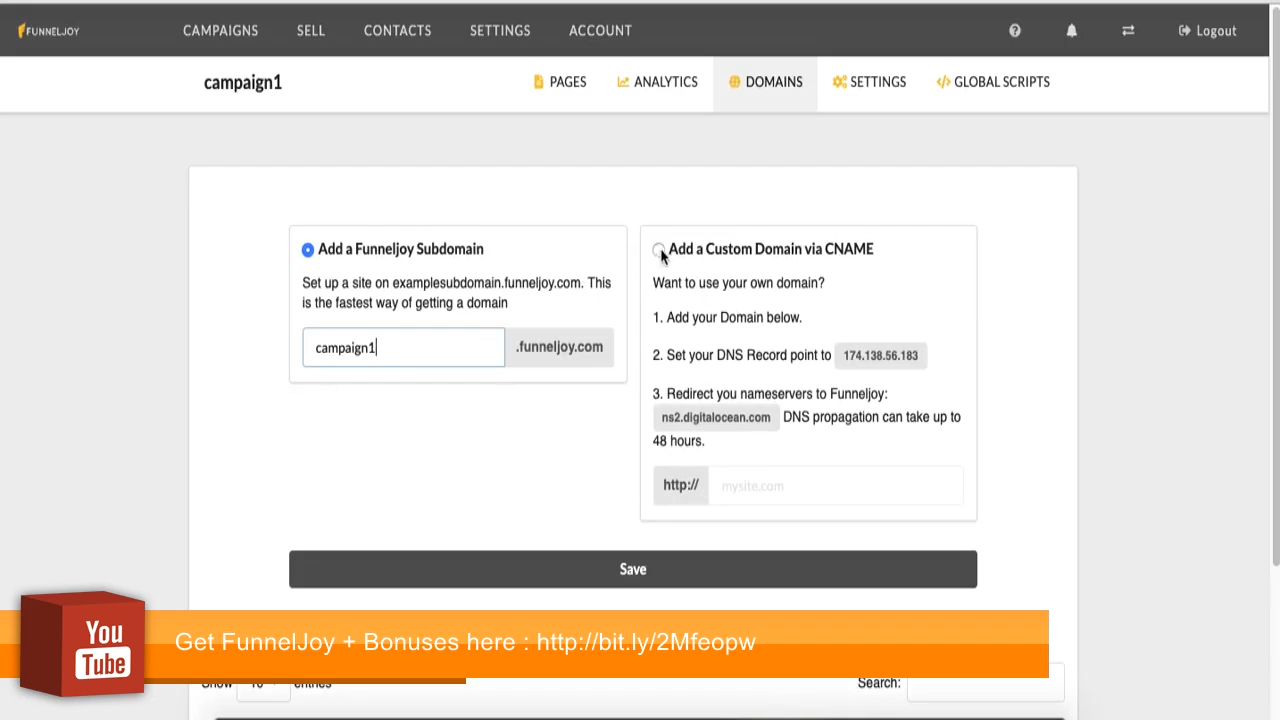 FUNNELJOY CAMPAIGNS SELL CONTACTS SETTINGS ACCOUNT Logout
campaign1 PAGES ANALYTICS DOMAINS SETTINGS GLOBAL SCRIPTS
Add a Funneljoy Subdomain
Set up a site on examplesubdomain.funneljoy.com. This
is the fastest way of getting a domain
campaign1 .funneljoy.com
Add a Custom Domain via CNAME
Want to use your own domain?
1. Add your Domain below.
2. Set your DNS Record point to 174.138.56.183
3. Redirect you nameservers to Funneljoy:
ns2.digitalocean.com DNS propagation can take up to
48 hours.
http:// mysite.com
Save
You
Tube
Get FunnelJoy + Bonuses here : http://bit.ly/2Mfeopw
Show 10 entries
Search: